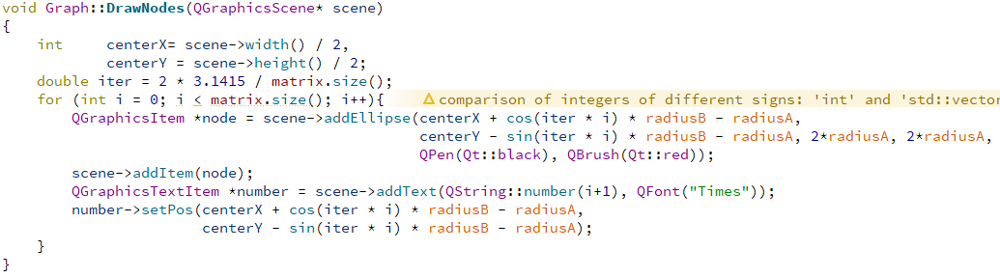 void Graph::DrawNodes(QGraphicsScene* scene)
{
    int     centerX= scene->width() / 2,
            centerY = scene->height() / 2;
    double iter = 2 * 3.1415 / matrix.size();
    for (int i = 0; i < matrix.size(); i++){     comparison of integers of different signs: 'int' and 'std::vector
        QGraphicsItem *node = scene->addEllipse(centerX + cos(iter * i) * radiusB - radiusA,
                                                centerY - sin(iter * i) * radiusB - radiusA, 2*radiusA, 2*radiusA,
                                                QPen(Qt::black), QBrush(Qt::red));
        scene->addItem(node);
        QGraphicsTextItem *number = scene->addText(QString::number(i+1), QFont("Times"));
        number->setPos(centerX + cos(iter * i) * radiusB - radiusA,
                       centerY - sin(iter * i) * radiusB - radiusA);
    }
}